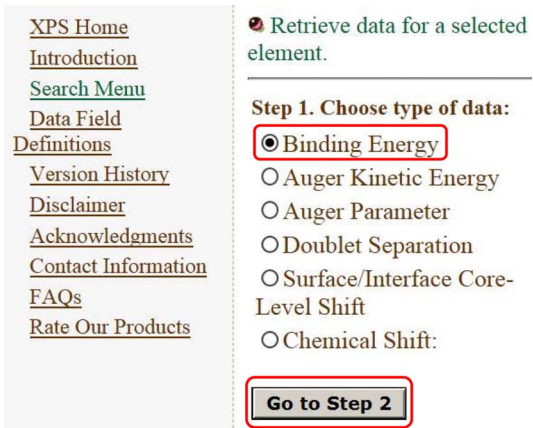 XPS Home
Introduction
Search Menu
Data Field
Definitions
Version History
Disclaimer
Acknowledgments
Contact Information
FAQs
Rate Our Products
Retrieve data for a selected
element.
Step 1. Choose type of data:
Binding Energy
Auger Kinetic Energy
Auger Parameter
Doublet Separation
Surface/Interface Core-
Level Shift
Chemical Shift:
Go to Step 2